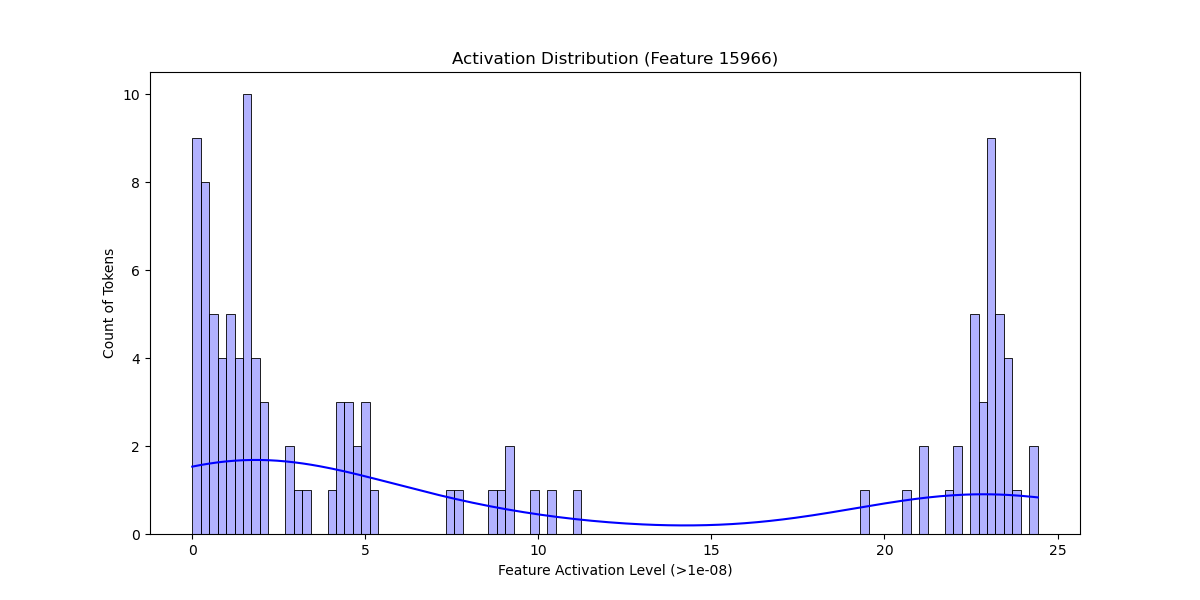 Activation Distribution (Feature 15966)
10
8
6
4
2
0
Count of Tokens
0 5 10 15 20 25
Feature Activation Level (>1e-08)